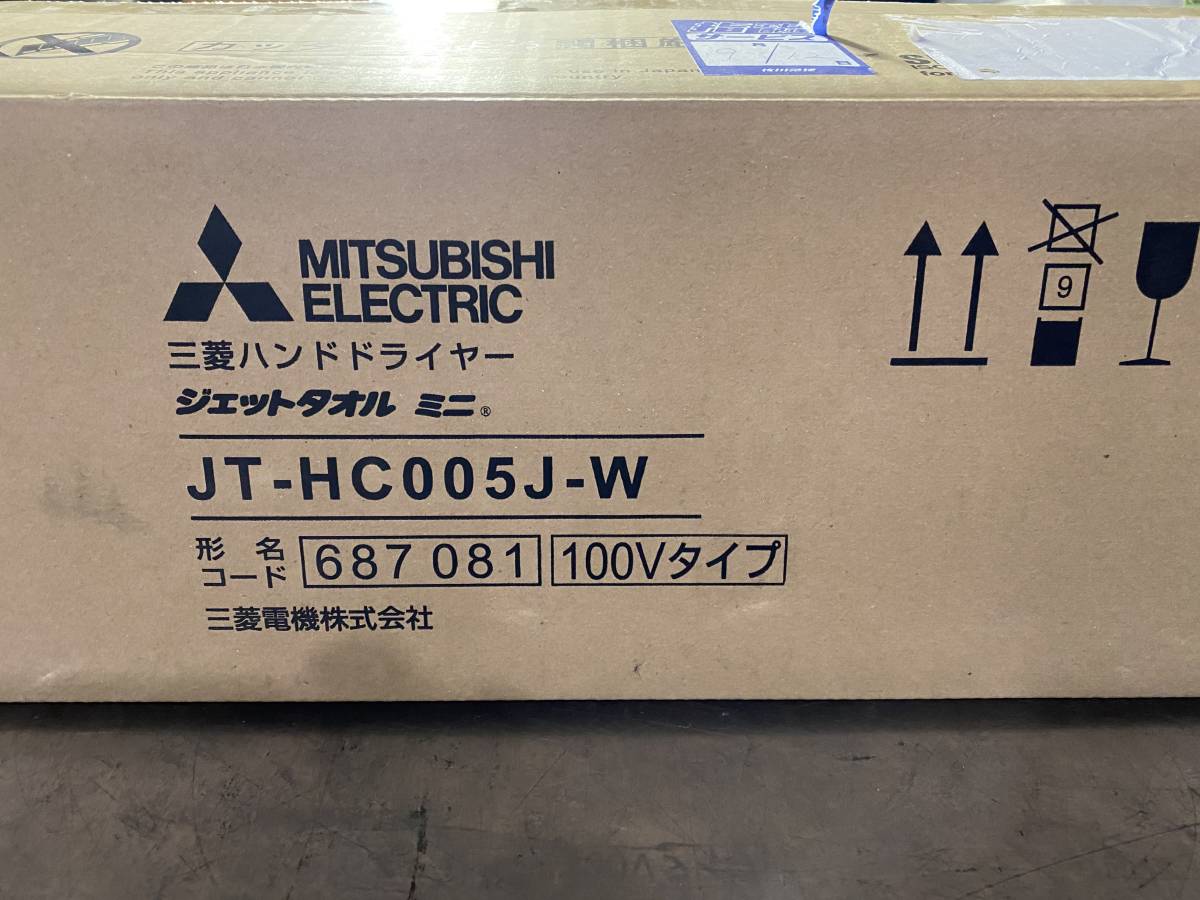 MITSUBISHI
ELECTRIC
三菱ハンドドライヤー
ジェットタオル ミニ®
JT-HC005J-W
形名
コード 687 081 100Vタイプ
三菱電機株式会社
9